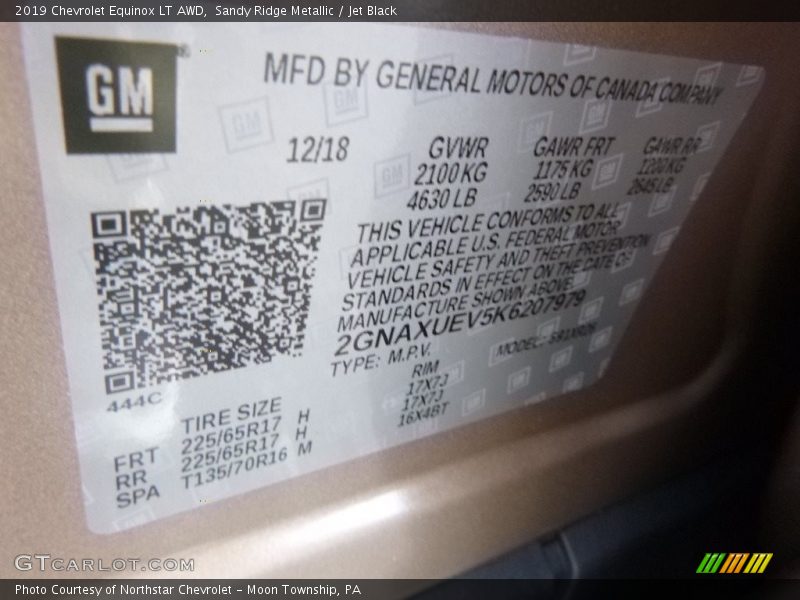 2019 Chevrolet Equinox LT AWD, Sandy Ridge Metallic / Jet Black
GM
MFD BY GENERAL MOTORS OF CANADA COMPANY
12/18 GVWR GAWR FRT GAWR RR
2100 KG 1175 KG 1200 KG
4630 LB 2590 LB 2645 LB
THIS VEHICLE CONFORMS TO ALL
APPLICABLE U.S. FEDERAL MOTOR
VEHICLE SAFETY AND THEFT PREVENTION
STANDARDS IN EFFECT ON THE DATE OF
MANUFACTURE SHOWN ABOVE.
2GNAXUEV5K6207979
TYPE: M.P.V. MODEL:
444C
TIRE SIZE RIM
FRT 225/65R17 H 17X7J
RR 225/65R17 H 17X7J
SPA T135/70R16 M 16X4BT
GTCARLOT.COM
Photo Courtesy of Northstar Chevrolet – Moon Township, PA